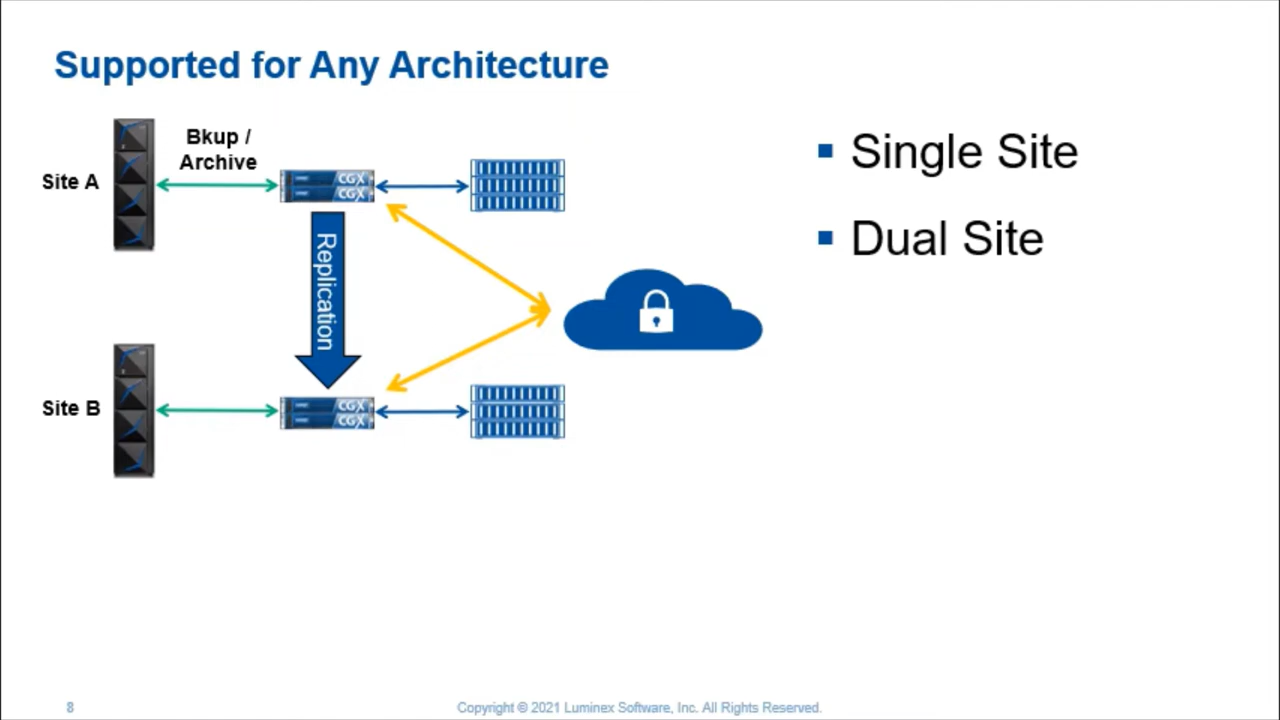 Supported for Any Architecture
Bkup /
Archive
Site A
CGX
CGX
Replication
Site B
CGX
CGX
Single Site
Dual Site
8
Copyright © 2021 Luminex Software, Inc. All Rights Reserved.